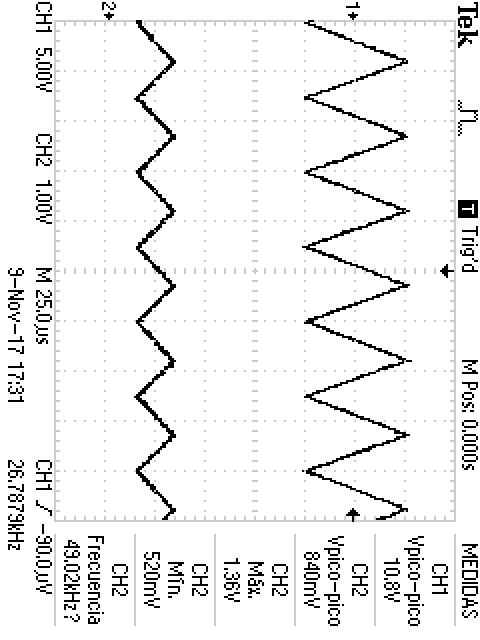 Tek
T Trig'd
M Pos: 0.000s
MEDIDAS
1
2
CH1
Vpico-pico
10.8V
CH2
Vpico-pico
840mV
CH2
Máx.
1.36V
CH2
Mín.
520mV
CH2
Frecuencia
49.02kHz?
CH1 5.00V CH2 1.00V M 25.0µs CH1 -90.0µV
9-Nov-17 17:31 26.7879kHz